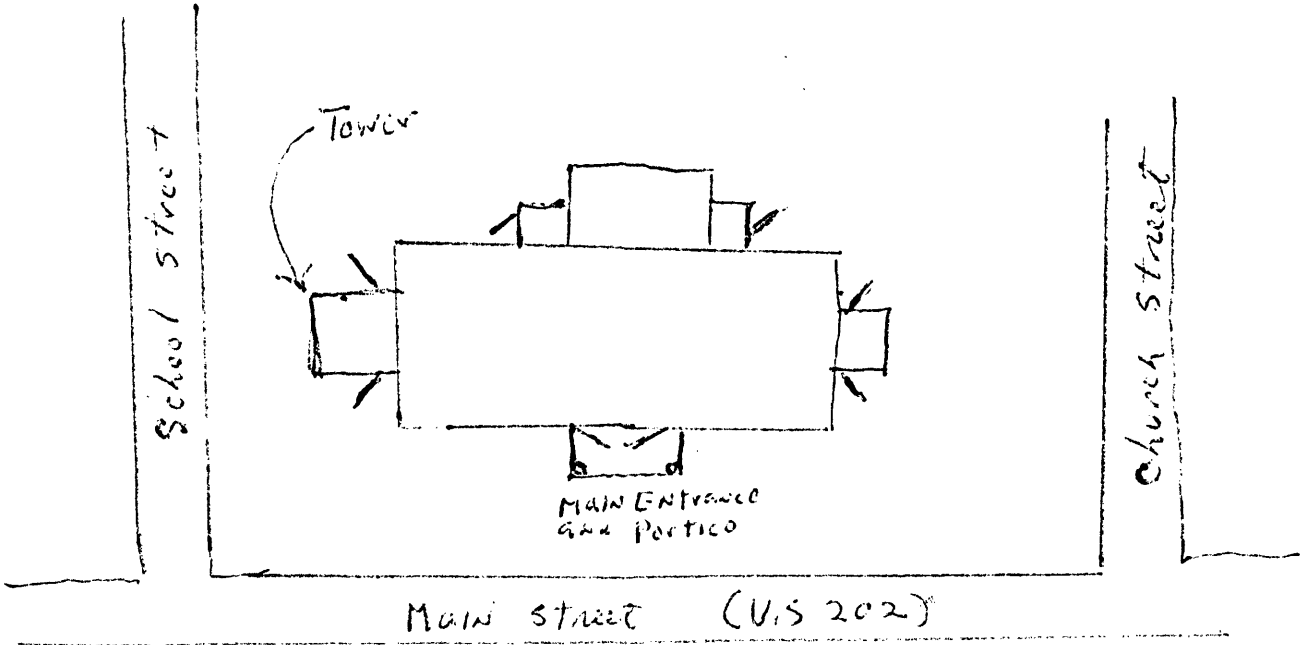 Tower
School Street
Church Street
MAIN ENtrance
and Portico
Main Street (U.S 202)